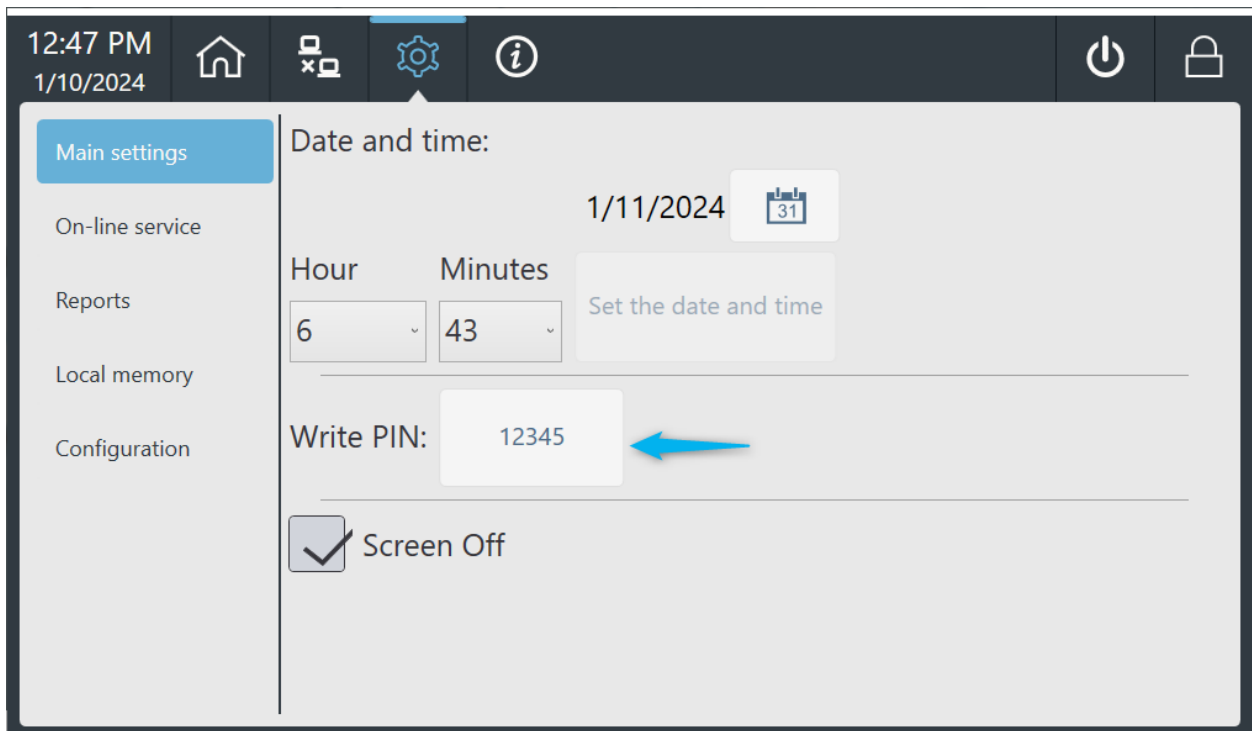 12:47 PM
1/10/2024
Main settings
On-line service
Reports
Local memory
Configuration
Date and time:
1/11/2024
31
Hour
Minutes
6
43
Set the date and time
Write PIN:
12345
Screen Off